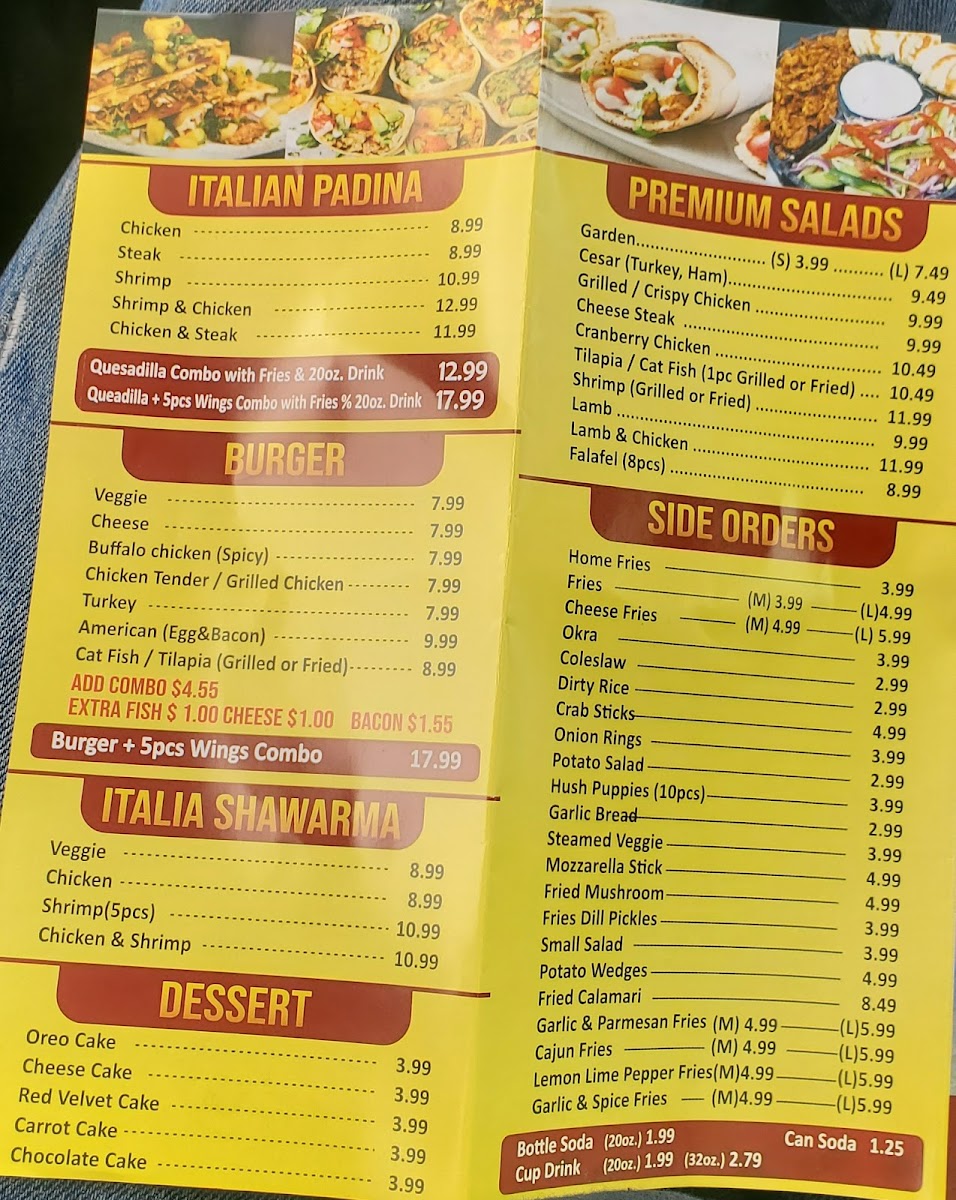 ITALIAN PADINA
Chicken -------------------- 8.99
Steak -------------------- 8.99
Shrimp -------------------- 10.99
Shrimp & Chicken -------------------- 12.99
Chicken & Steak -------------------- 11.99
Quesadilla Combo with Fries & 20oz. Drink 12.99
Queadilla + 5pcs Wings Combo with Fries % 20oz. Drink 17.99
BURGER
Veggie -------------------- 7.99
Cheese -------------------- 7.99
Buffalo chicken (Spicy) -------------------- 7.99
Chicken Tender / Grilled Chicken ---------- 7.99
Turkey -------------------- 7.99
American (Egg&Bacon) -------------------- 9.99
Cat Fish / Tilapia (Grilled or Fried)--------- 8.99
ADD COMBO $4.55
EXTRA FISH $ 1.00 CHEESE $1.00 BACON $1.55
Burger + 5pcs Wings Combo 17.99
ITALIA SHAWARMA
Veggie -------------------- 8.99
Chicken -------------------- 8.99
Shrimp(5pcs) -------------------- 10.99
Chicken & Shrimp -------------------- 10.99
DESSERT
Oreo Cake -------------------- 3.99
Cheese Cake -------------------- 3.99
Red Velvet Cake -------------------- 3.99
Carrot Cake -------------------- 3.99
Chocolate Cake -------------------- 3.99
PREMIUM SALADS
Garden...................... (S) 3.99 ......... (L) 7.49
Cesar (Turkey, Ham)............................ 9.49
Grilled / Crispy Chicken ...................... 9.99
Cheese Steak ................................. 9.99
Cranberry Chicken ............................ 10.49
Tilapia / Cat Fish (1pc Grilled or Fried) .... 10.49
Shrimp (Grilled or Fried) .................... 11.99
Lamb .......................................... 9.99
Lamb & Chicken ............................... 11.99
Falafel (8pcs) ................................. 8.99
SIDE ORDERS
Home Fries ———— 3.99
Fries ———— (M) 3.99 ——— (L)4.99
Cheese Fries ——— (M) 4.99 ——— (L) 5.99
Okra ———— 3.99
Coleslaw ———— 2.99
Dirty Rice ———— 2.99
Crab Sticks ———— 4.99
Onion Rings ———— 3.99
Potato Salad ———— 2.99
Hush Puppies (10pcs) ———— 3.99
Garlic Bread ———— 2.99
Steamed Veggie ———— 3.99
Mozzarella Stick ———— 4.99
Fried Mushroom ———— 4.99
Fries Dill Pickles ———— 3.99
Small Salad ———— 3.99
Potato Wedges ———— 4.99
Fried Calamari ———— 8.49
Garlic & Parmesan Fries (M) 4.99 ——— (L)5.99
Cajun Fries ——— (M) 4.99 ——— (L)5.99
Lemon Lime Pepper Fries(M)4.99 ——— (L)5.99
Garlic & Spice Fries — (M)4.99 ——— (L)5.99
Bottle Soda (20oz.) 1.99 Can Soda 1.25
Cup Drink (20oz.) 1.99 (32oz.) 2.79